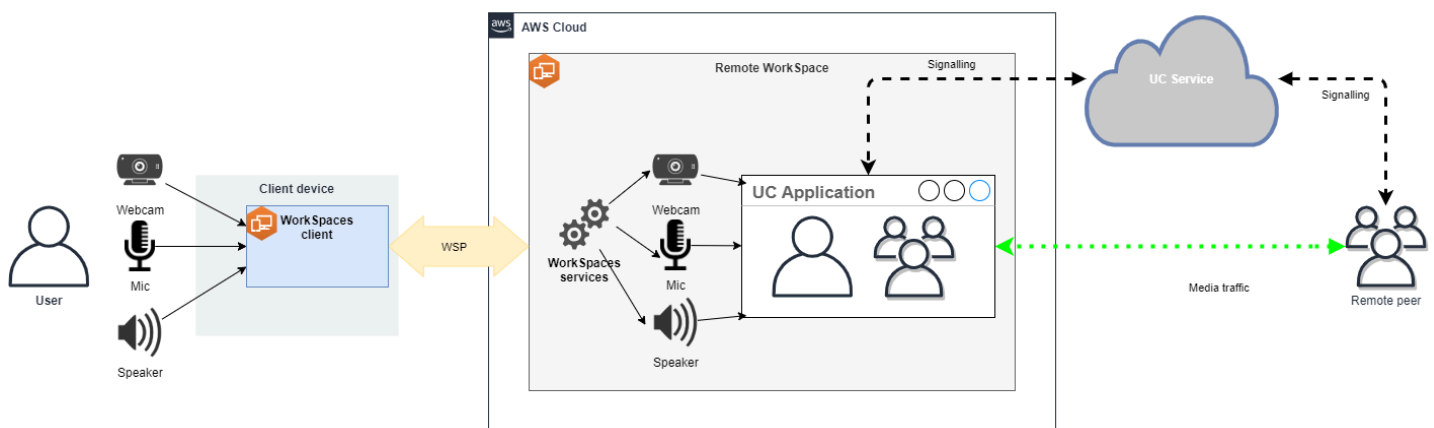 aws
AWS Cloud
Remote WorkSpace
Signalling
UC Service
Signalling
Client device
UC Application
Webcam
WorkSpaces
client
Webcam
WSP
WorkSpaces
services
Mic
Mic
Media traffic
User
Remote peer
Speaker
Speaker